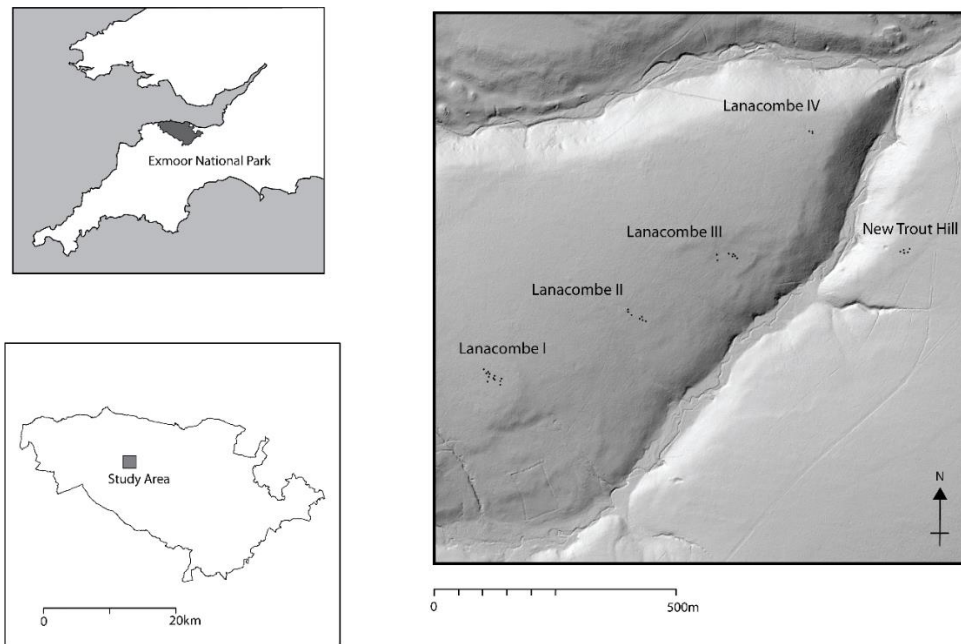 Exmoor National Park
Study Area
0 20km
Lanacombe IV
Lanacombe III
New Trout Hill
Lanacombe II
Lanacombe I
N
0 500m